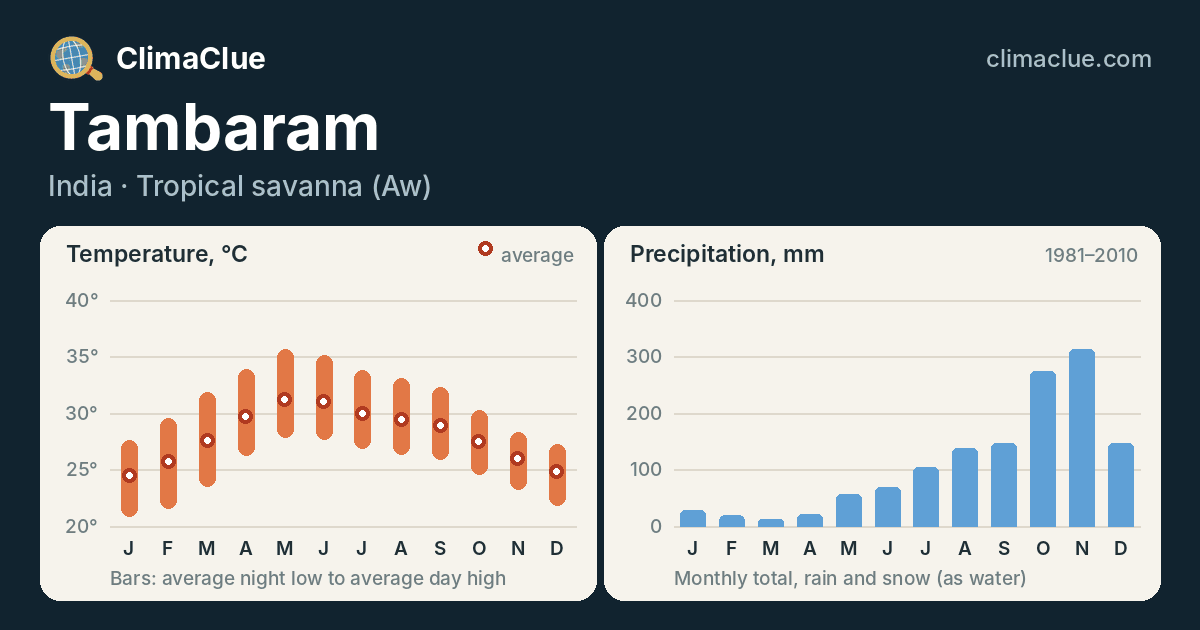 ClimaClue
climaclue.com
Tambaram
India · Tropical savanna (Aw)
Temperature, °C
average
40°
35°
30°
25°
20°
J F M A M J J A S O N D
Bars: average night low to average day high
Precipitation, mm
1981–2010
400
300
200
100
0
J F M A M J J A S O N D
Monthly total, rain and snow (as water)